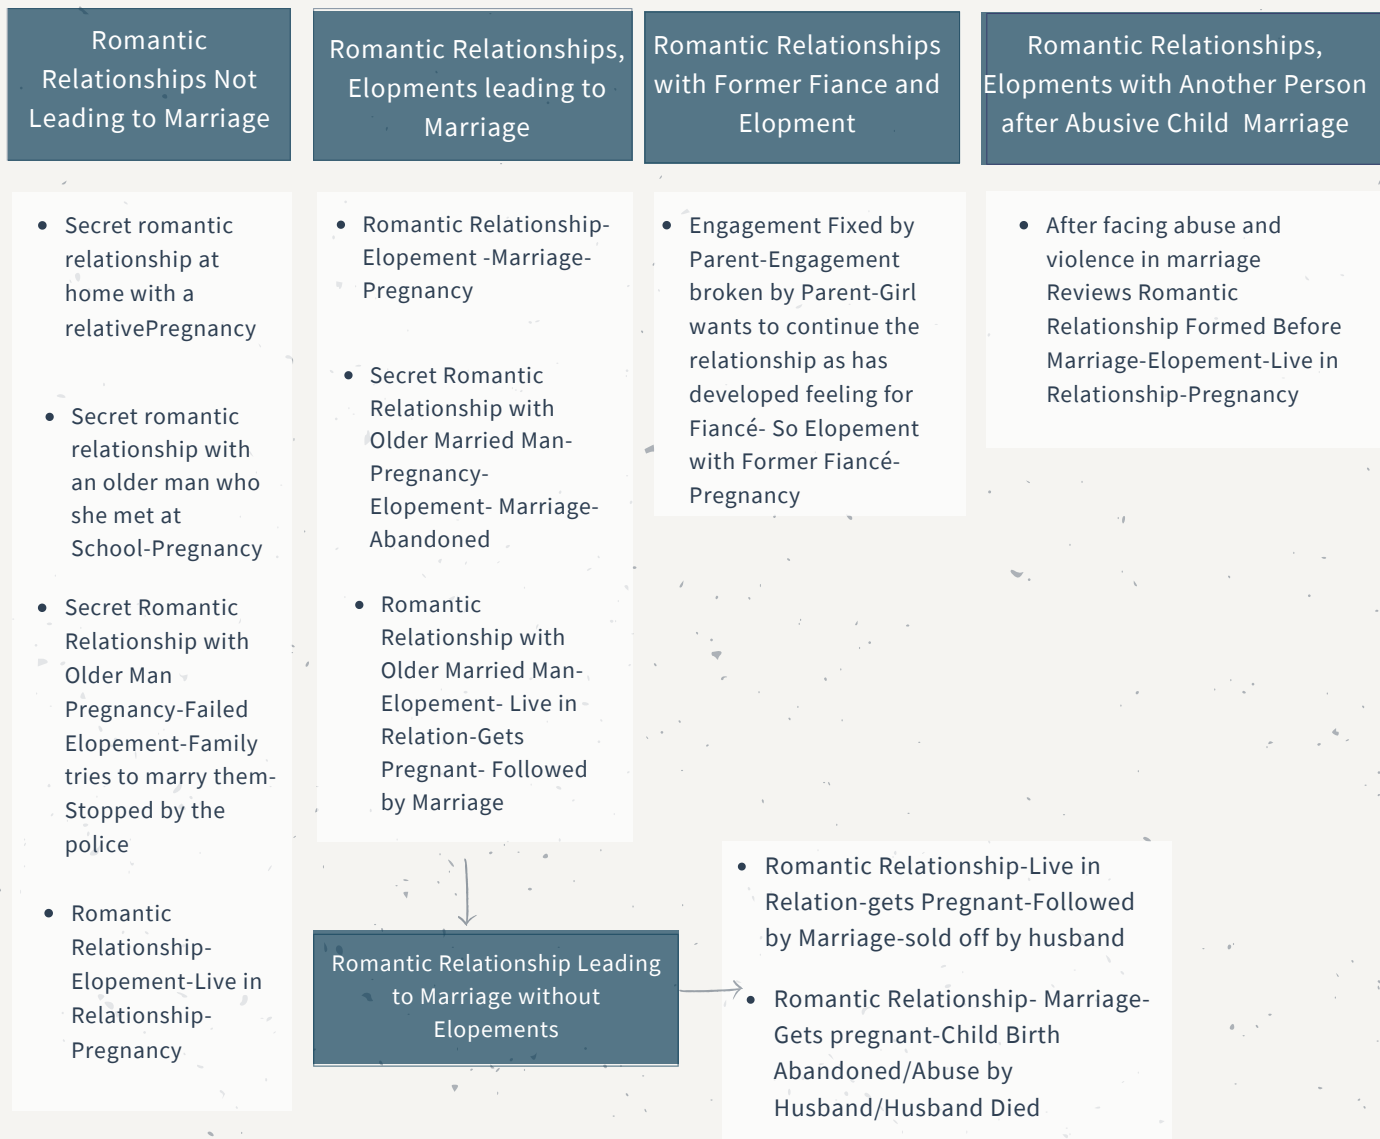 Romantic
Relationships Not
Leading to Marriage
Romantic Relationships,
Elopments leading to
Marriage
Romantic Relationships
with Former Fiance and
Elopment
Romantic Relationships,
Elopments with Another Person
after Abusive Child  Marriage
• Secret romantic
relationship at
home with a
relativePregnancy
• Secret romantic
relationship with
an older man who
she met at
School-Pregnancy
• Secret Romantic
Relationship with
Older Man
Pregnancy-Failed
Elopement-Family
tries to marry them-
Stopped by the
police
• Romantic
Relationship-
Elopement-Live in
Relationship-
Pregnancy
• Romantic Relationship-
Elopement -Marriage-
Pregnancy
• Secret Romantic
Relationship with
Older Married Man-
Pregnancy-
Elopement- Marriage-
Abandoned
• Romantic
Relationship with
Older Married Man-
Elopement- Live in
Relation-Gets
Pregnant- Followed
by Marriage
• Engagement Fixed by
Parent-Engagement
broken by Parent-Girl
wants to continue the
relationship as has
developed feeling for
Fiancé- So Elopement
with Former Fiancé-
Pregnancy
• After facing abuse and
violence in marriage
Reviews Romantic
Relationship Formed Before
Marriage-Elopement-Live in
Relationship-Pregnancy
Romantic Relationship Leading
to Marriage without
Elopements
• Romantic Relationship-Live in
Relation-gets Pregnant-Followed
by Marriage-sold off by husband
• Romantic Relationship- Marriage-
Gets pregnant-Child Birth
Abandoned/Abuse by
Husband/Husband Died